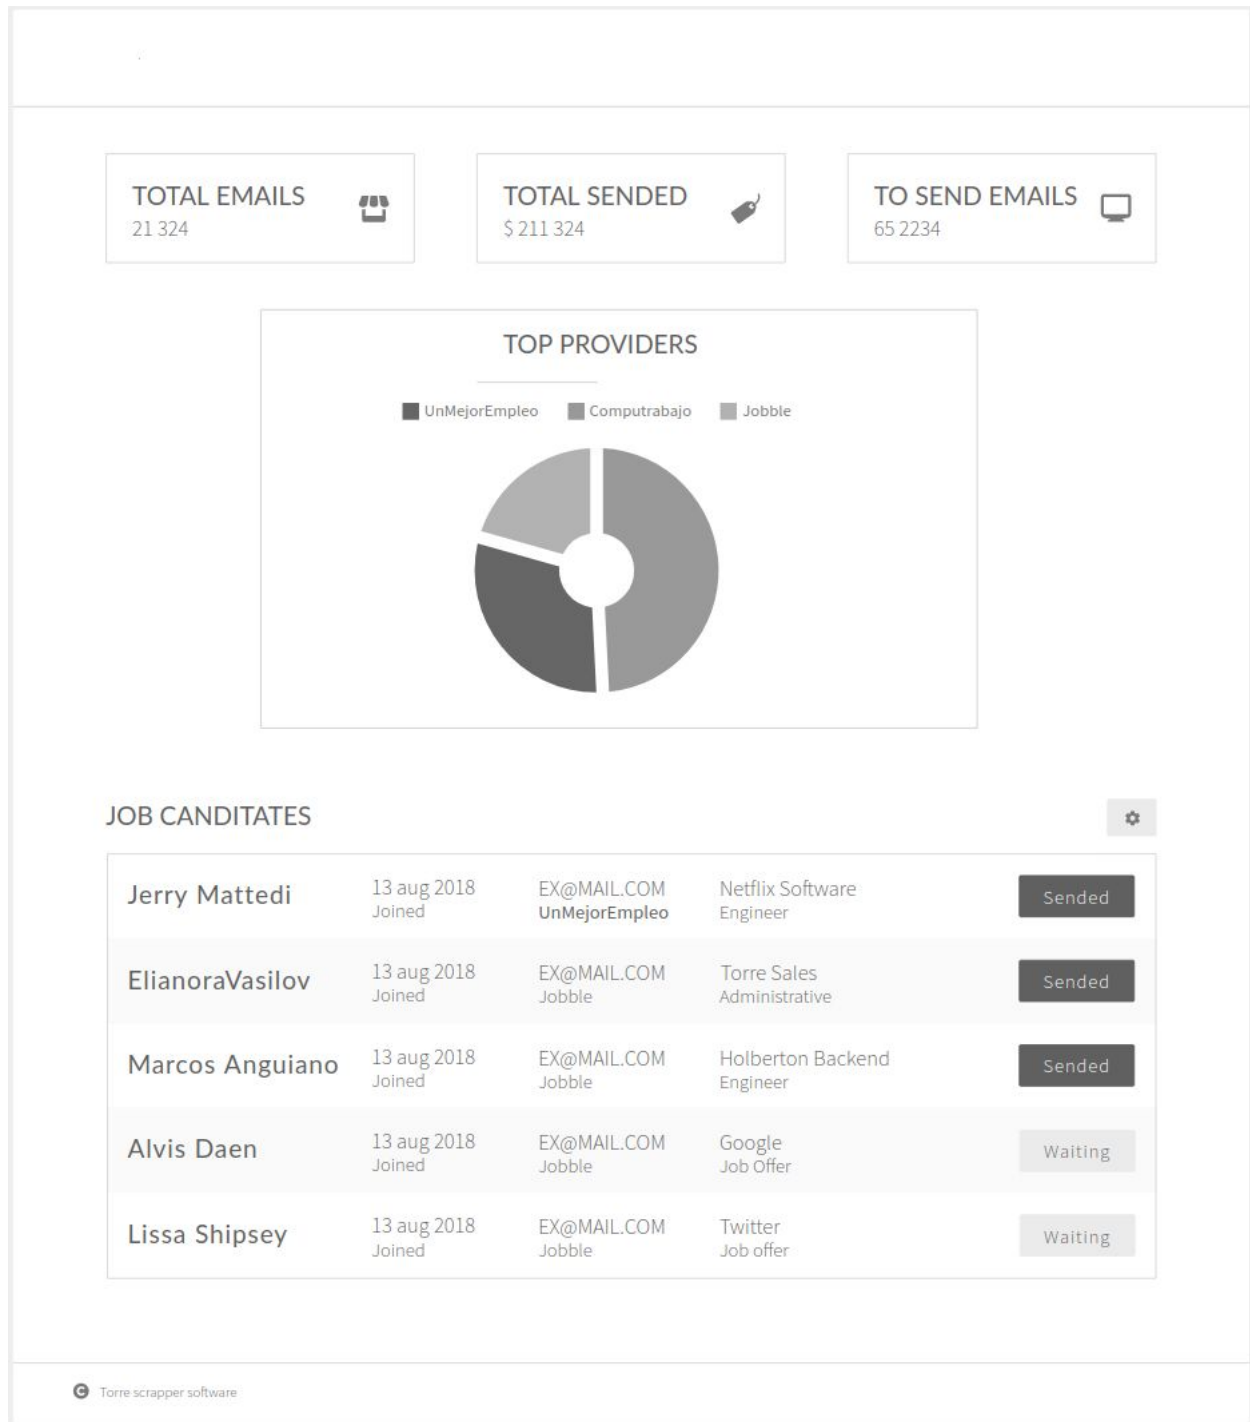 TOTAL EMAILS
21 324
TOTAL SENDED
$ 211 324
TO SEND EMAILS
65 2234
TOP PROVIDERS
UnMejorEmpleo Computrabajo Jobble
JOB CANDITATES
Jerry Mattedi 13 aug 2018 EX@MAIL.COM Netflix Software Sended
Joined UnMejorEmpleo Engineer
ElianoraVasilov 13 aug 2018 EX@MAIL.COM Torre Sales Sended
Joined Jobble Administrative
Marcos Anguiano 13 aug 2018 EX@MAIL.COM Holberton Backend Sended
Joined Jobble Engineer
Alvis Daen 13 aug 2018 EX@MAIL.COM Google Waiting
Joined Jobble Job Offer
Lissa Shipsey 13 aug 2018 EX@MAIL.COM Twitter Waiting
Joined Jobble Job offer
Torre scrapper software